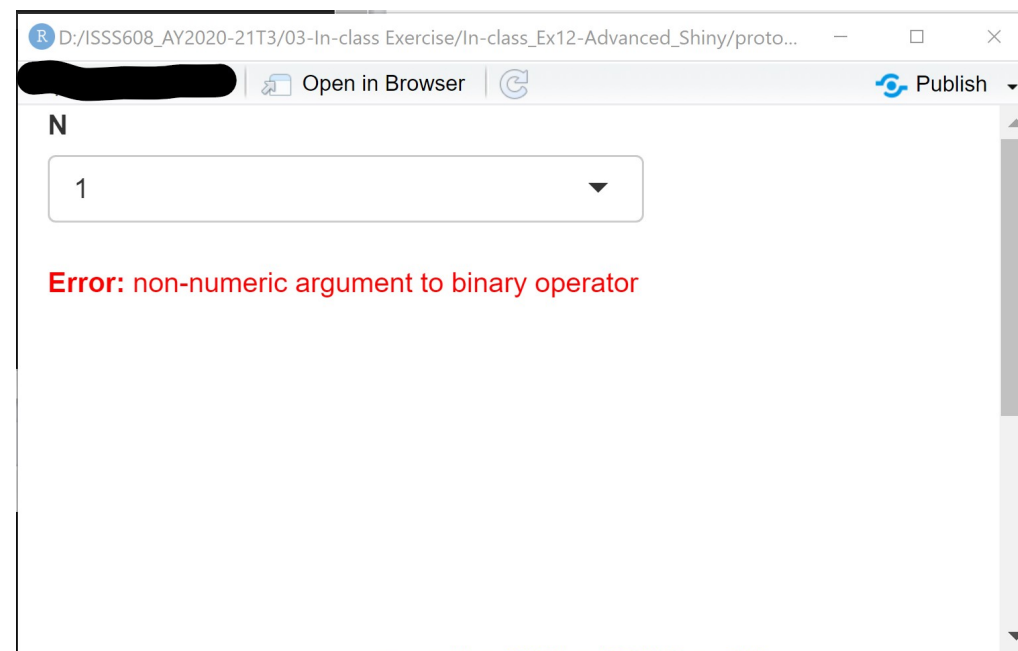 R D:/ISSS608_AY2020-21T3/03-In-class Exercise/In-class_Ex12-Advanced_Shiny/proto...
Open in Browser Publish
N
1
Error: non-numeric argument to binary operator